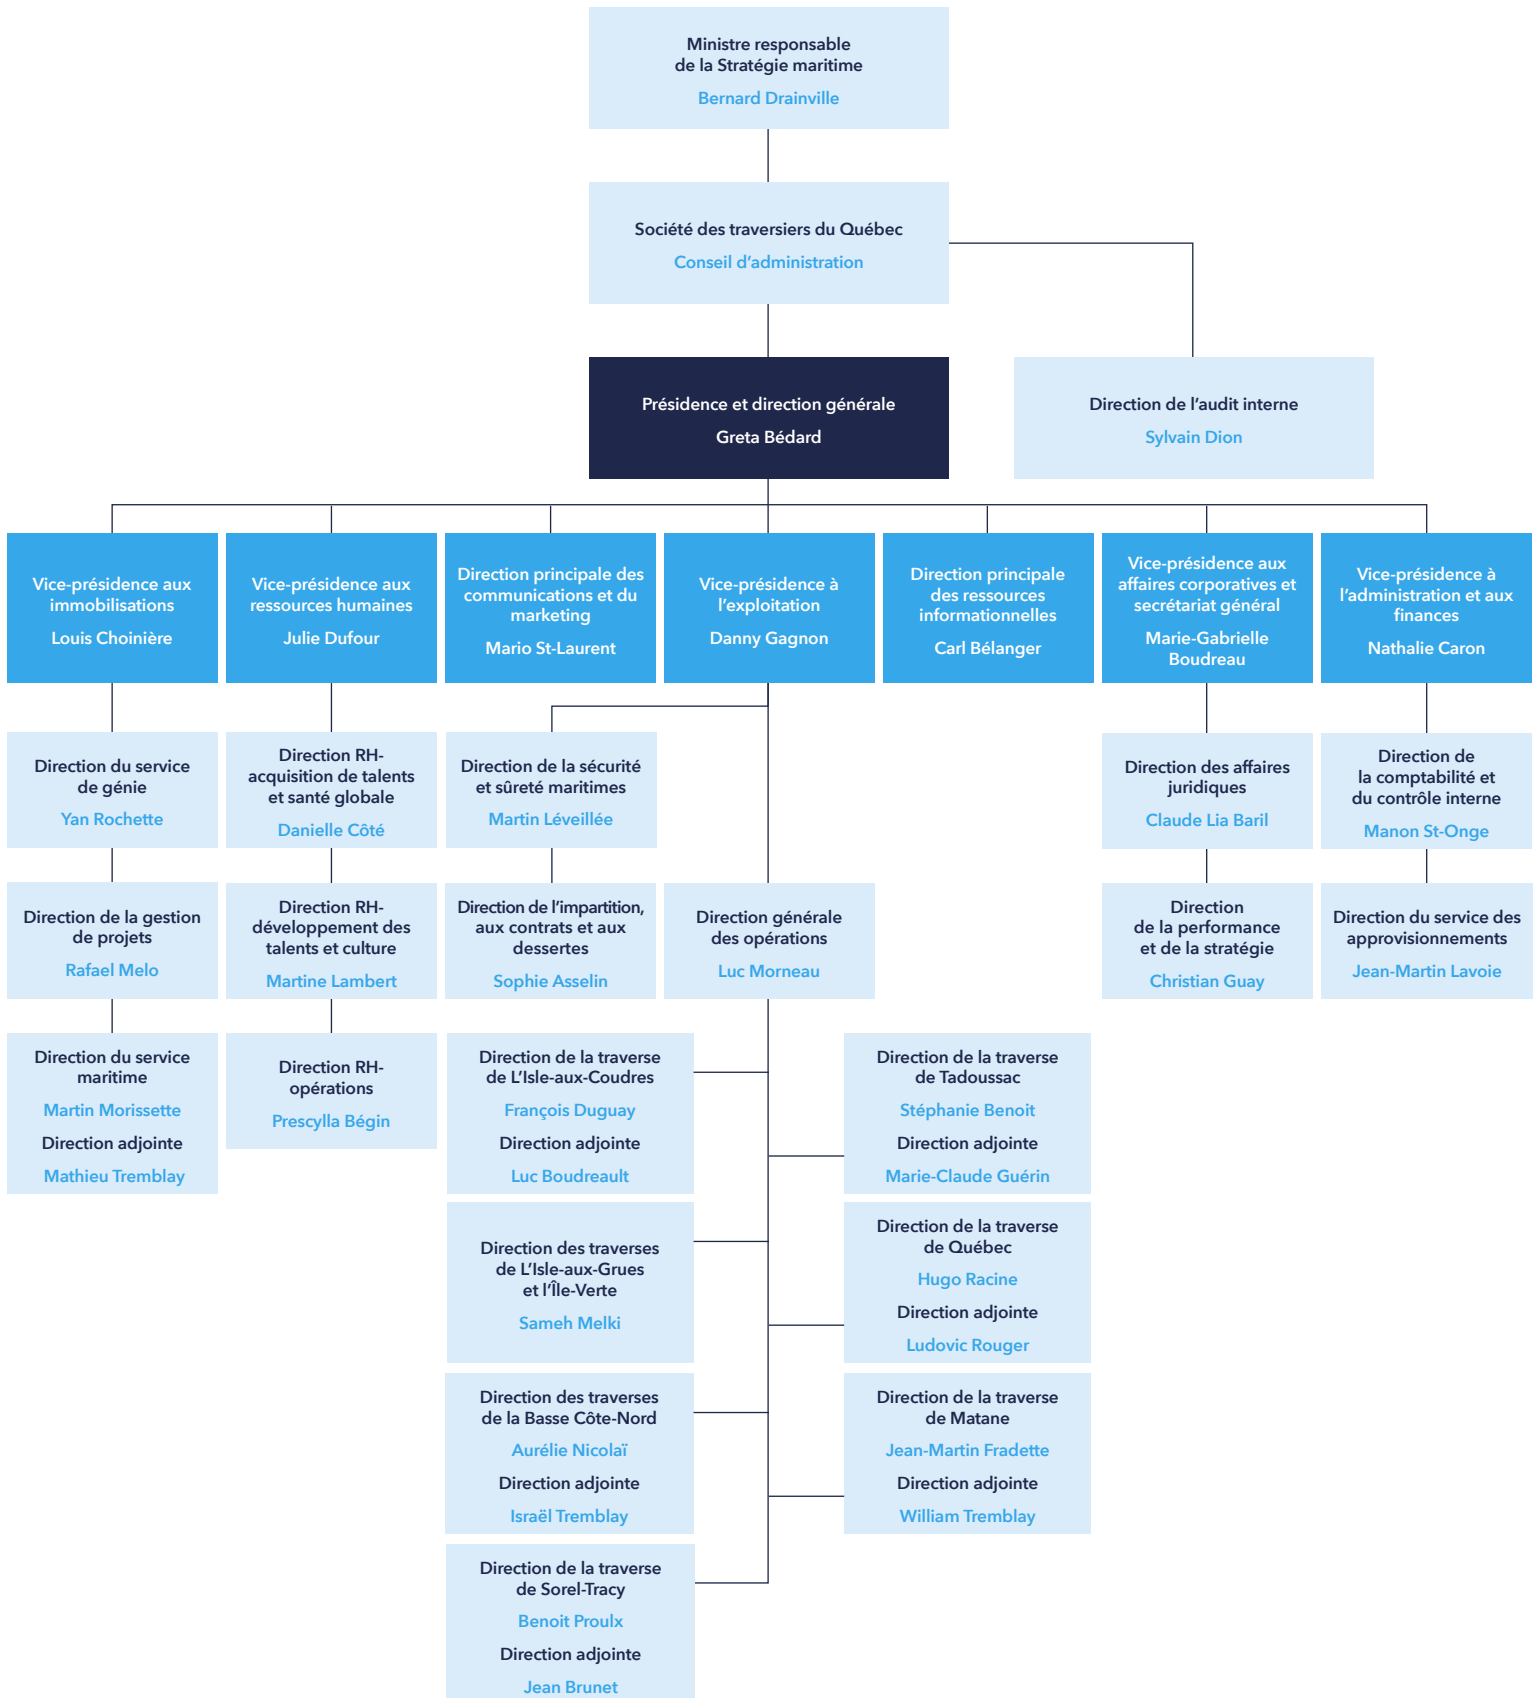 Ministre responsable
de la Stratégie maritime
Bernard Drainville
Société des traversiers du Québec
Conseil d’administration
Présidence et direction générale
Greta Bédard
Direction de l’audit interne
Sylvain Dion
Vice-présidence aux
immobilisations
Louis Choinière
Vice-présidence aux
ressources humaines
Julie Dufour
Direction principale des
communications et du
marketing
Mario St-Laurent
Vice-présidence à
l’exploitation
Danny Gagnon
Direction principale
des ressources
informationnelles
Carl Bélanger
Vice-présidence aux
affaires corporatives et
secrétariat général
Marie-Gabrielle
Boudreau
Vice-présidence à
l’administration et aux
finances
Nathalie Caron
Direction du service
de génie
Yan Rochette
Direction RH-
acquisition de talents
et santé globale
Danielle Côté
Direction de la sécurité
et sûreté maritimes
Martin Léveillée
Direction des affaires
juridiques
Claude Lia Baril
Direction de
la comptabilité et
du contrôle interne
Manon St-Onge
Direction de la gestion
de projets
Rafael Melo
Direction RH-
développement des
talents et culture
Martine Lambert
Direction de l’impartition,
aux contrats et aux
dessertes
Sophie Asselin
Direction générale
des opérations
Luc Morneau
Direction
de la performance
et de la stratégie
Christian Guay
Direction du service des
approvisionnements
Jean-Martin Lavoie
Direction du service
maritime
Martin Morissette
Direction adjointe
Mathieu Tremblay
Direction RH-
opérations
Prescylla Bégin
Direction de la traverse
de L’Isle-aux-Coudres
François Duguay
Direction adjointe
Luc Boudreault
Direction de la traverse
de Tadoussac
Stéphanie Benoit
Direction adjointe
Marie-Claude Guérin
Direction des traverses
de L’Isle-aux-Grues
et l’Île-Verte
Sameh Melki
Direction de la traverse
de Québec
Hugo Racine
Direction adjointe
Ludovic Rouger
Direction des traverses
de la Basse Côte-Nord
Aurélie Nicolaï
Direction adjointe
Israël Tremblay
Direction de la traverse
de Matane
Jean-Martin Fradette
Direction adjointe
William Tremblay
Direction de la traverse
de Sorel-Tracy
Benoit Proulx
Direction adjointe
Jean Brunet